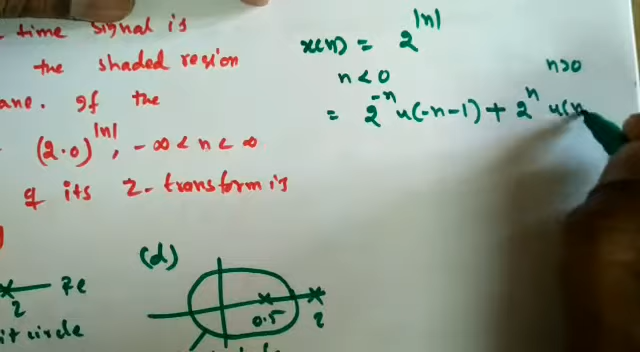 time signal is
the shaded region
ane. If the
(2.0)^|n|, -∞ < n < ∞
of its Z-transform is
x(n) = 2^|n|
n < 0 n>0
= 2^-n u(-n-1) + 2^n u(n
(d)
Re
2
0.5 2
it circle